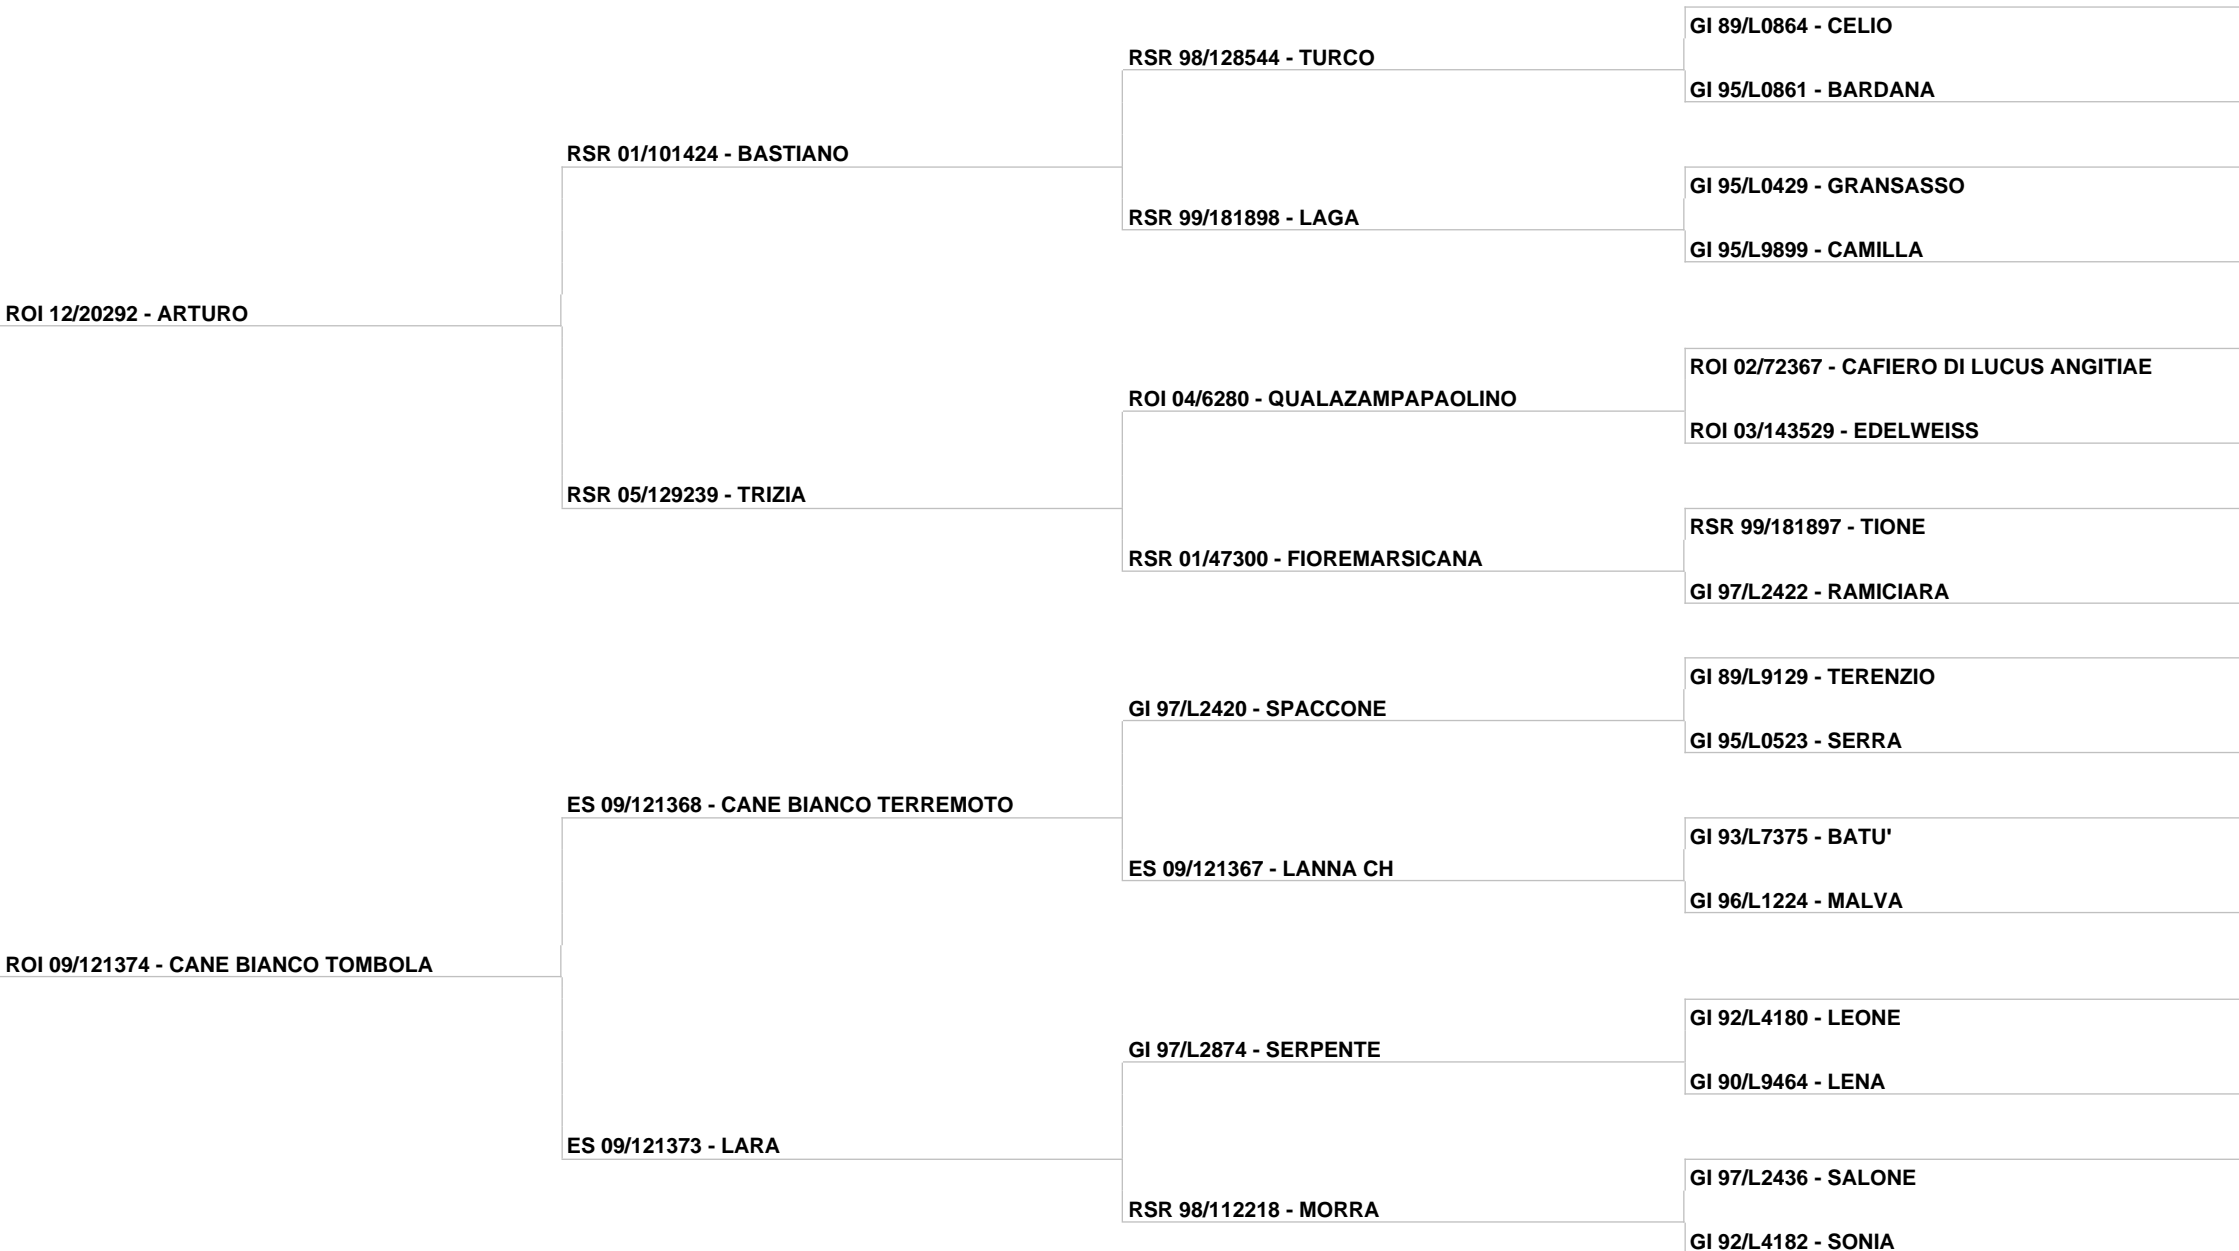 GI 89/L0864 - CELIO
RSR 98/128544 - TURCO
GI 95/L0861 - BARDANA
RSR 01/101424 - BASTIANO
GI 95/L0429 - GRANSASSO
RSR 99/181898 - LAGA
GI 95/L9899 - CAMILLA
ROI 12/20292 - ARTURO
ROI 02/72367 - CAFIERO DI LUCUS ANGITIAE
ROI 04/6280 - QUALAZAMPAPAOLINO
ROI 03/143529 - EDELWEISS
RSR 05/129239 - TRIZIA
RSR 99/181897 - TIONE
RSR 01/47300 - FIOREMARSICANA
GI 97/L2422 - RAMICIARA
GI 89/L9129 - TERENZIO
GI 97/L2420 - SPACCONE
GI 95/L0523 - SERRA
ES 09/121368 - CANE BIANCO TERREMOTO
GI 93/L7375 - BATU'
ES 09/121367 - LANNA CH
GI 96/L1224 - MALVA
ROI 09/121374 - CANE BIANCO TOMBOLA
GI 92/L4180 - LEONE
GI 97/L2874 - SERPENTE
GI 90/L9464 - LENA
ES 09/121373 - LARA
GI 97/L2436 - SALONE
RSR 98/112218 - MORRA
GI 92/L4182 - SONIA